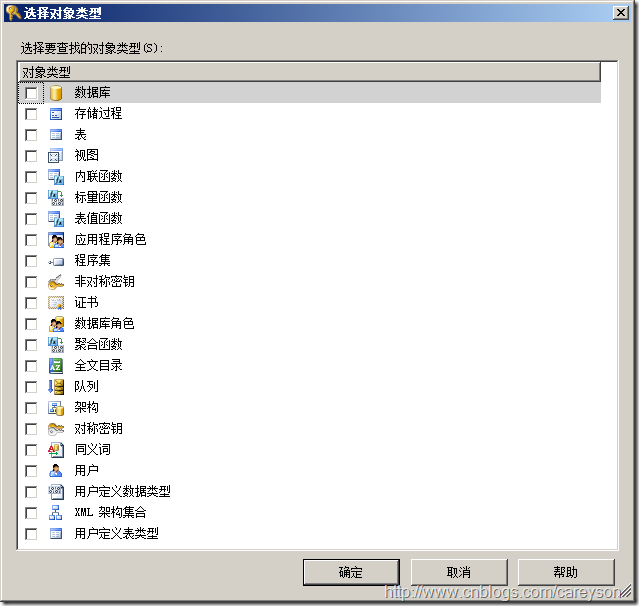 选择对象类型
选择要查找的对象类型(S):
对象类型
数据库
存储过程
表
视图
内联函数
标量函数
表值函数
应用程序角色
程序集
非对称密钥
证书
数据库角色
聚合函数
全文目录
队列
架构
对称密钥
同义词
用户
用户定义数据类型
XML 架构集合
用户定义表类型
确定 取消 帮助
http://www.cnblogs.com/careyson